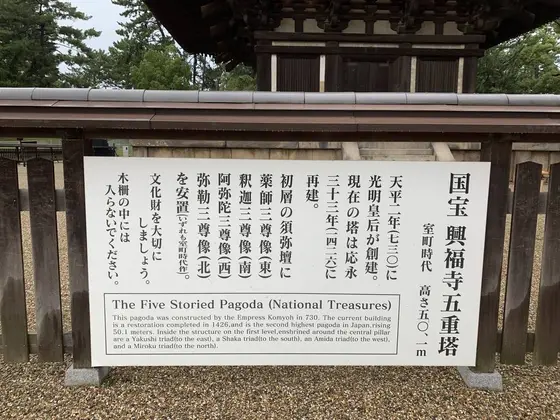 国宝 興福寺五重塔
室町時代 高さ五〇、一m
天平二年(七三〇)に
光明皇后が創建。
現在の塔は応永
三十三年(一四二六)に
再建。
初層の須弥壇に
薬師三尊像(東)
釈迦三尊像(南)
阿弥陀三尊像(西)
弥勒三尊像(北)
を安置(いずれも室町時代作)。
文化財を大切に
しましょう。
木柵の中には
入らないでください。
The Five Storied Pagoda (National Treasures)
This pagoda was constructed by the Empress Komyoh in 730. The current building
is a restoration completed in 1426,and is the second highest pagoda in Japan,rising
50.1 meters. Inside the structure on the first level,enshrined around the central pillar
are a Yakushi triad(to the east), a Shaka triad(to the south), an Amida triad(to the west),
and a Miroku triad(to the north).